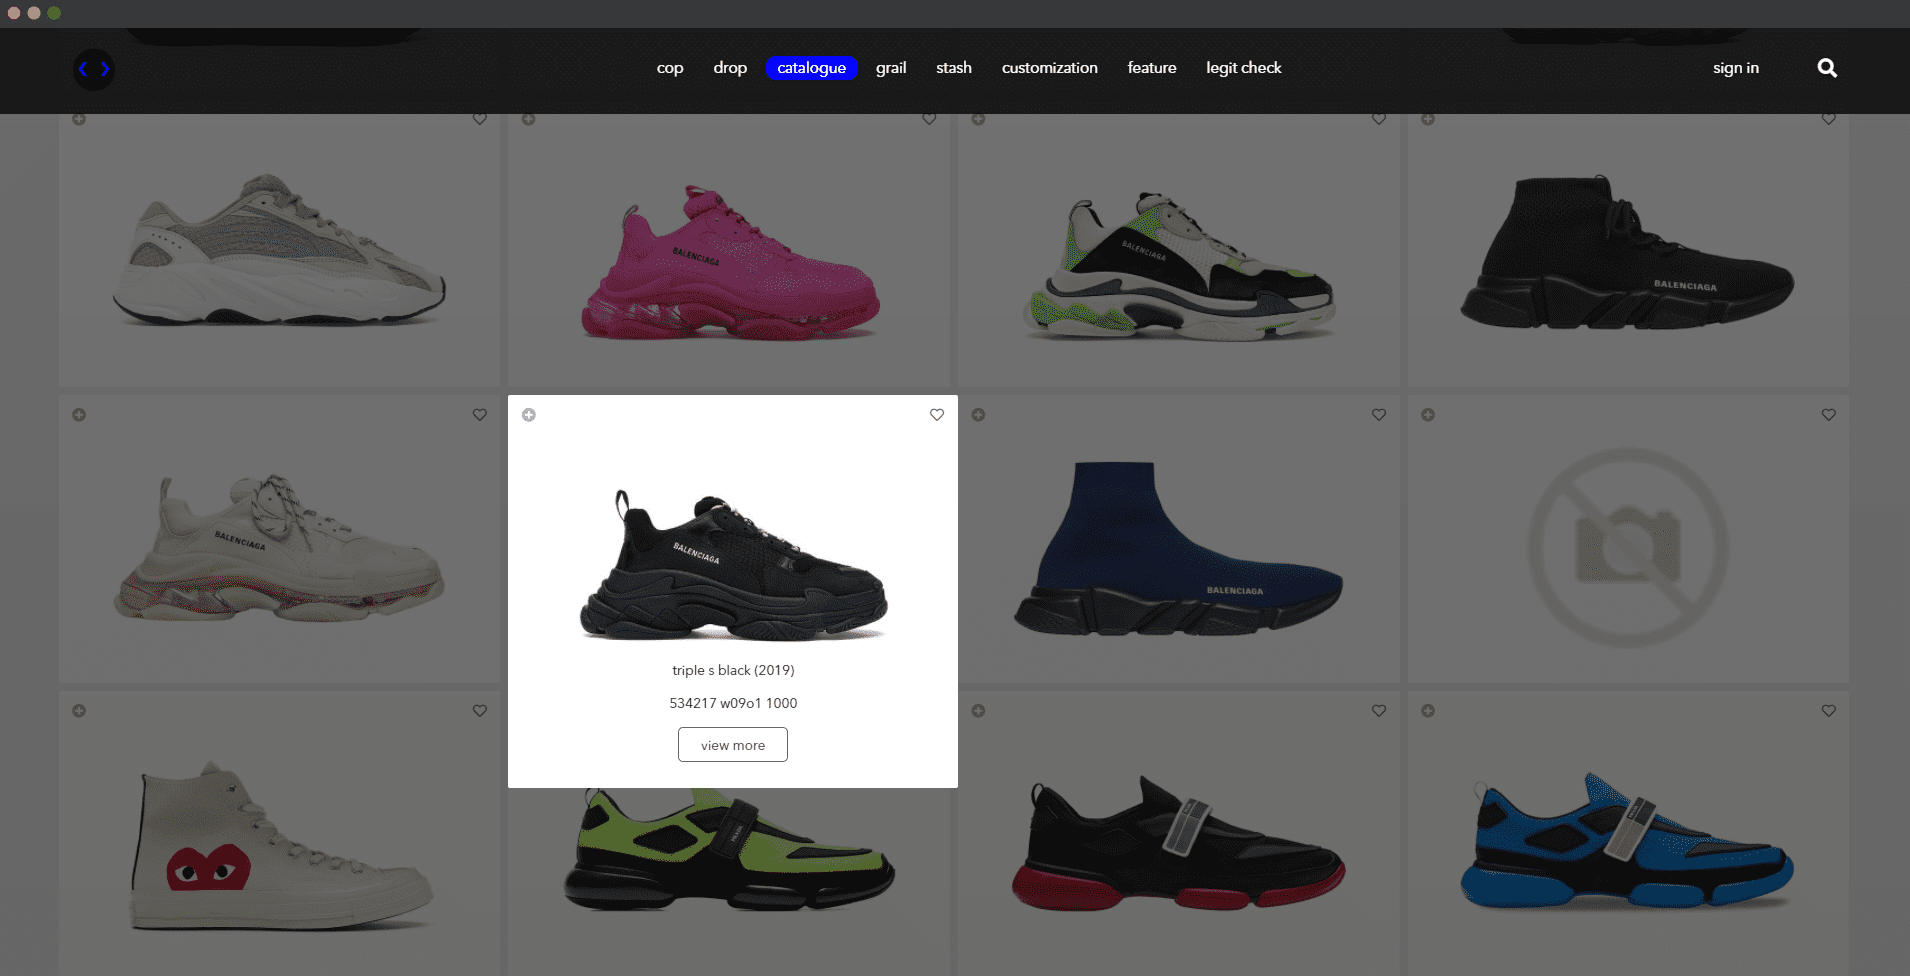 cop drop catalogue grail stash customization feature legit check sign in
BALENCIAGA
BALENCIAGA
BALENCIAGA
BALENCIAGA
BALENCIAGA
BALENCIAGA
triple s black (2019)
534217 w09o1 1000
view more